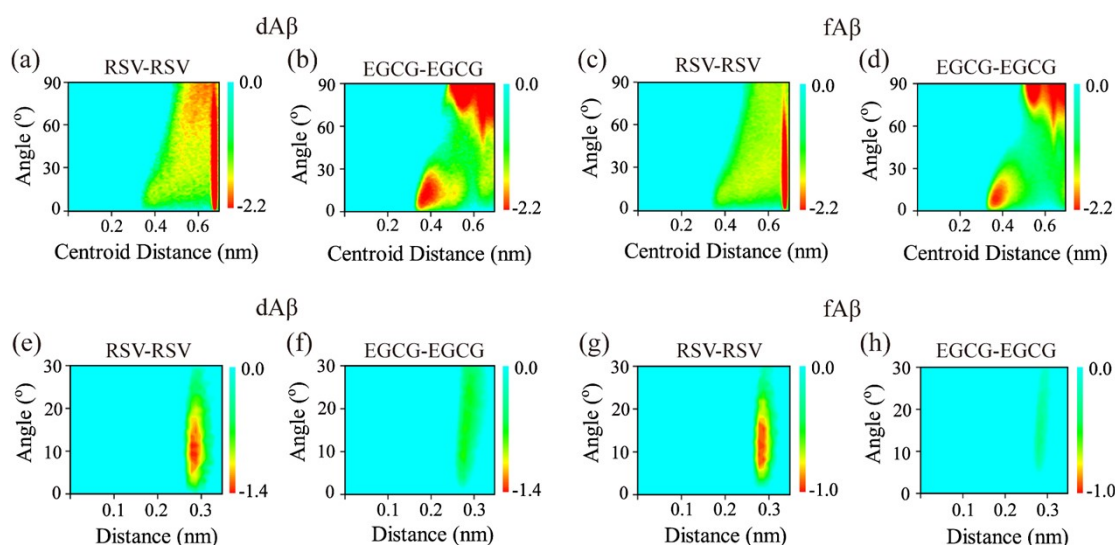 dAβ
fAβ
(a)
RSV-RSV
(b)
EGCG-EGCG
(c)
RSV-RSV
(d)
EGCG-EGCG
90
60
30
0
Angle (º)
0.2 0.4 0.6
Centroid Distance (nm)
0.0
-2.2
90
60
30
0
Angle (º)
0.2 0.4 0.6
Centroid Distance (nm)
0.0
-2.2
90
60
30
0
Angle (º)
0.2 0.4 0.6
Centroid Distance (nm)
0.0
-2.2
90
60
30
0
Angle (º)
0.2 0.4 0.6
Centroid Distance (nm)
0.0
-2.2
dAβ
fAβ
(e)
RSV-RSV
(f)
EGCG-EGCG
(g)
RSV-RSV
(h)
EGCG-EGCG
30
20
10
0
Angle (º)
0.1 0.2 0.3
Distance (nm)
0.0
-1.4
30
20
10
0
Angle (º)
0.1 0.2 0.3
Distance (nm)
0.0
-1.4
30
20
10
0
Angle (º)
0.1 0.2 0.3
Distance (nm)
0.0
-1.0
30
20
10
0
Angle (º)
0.1 0.2 0.3
Distance (nm)
0.0
-1.0